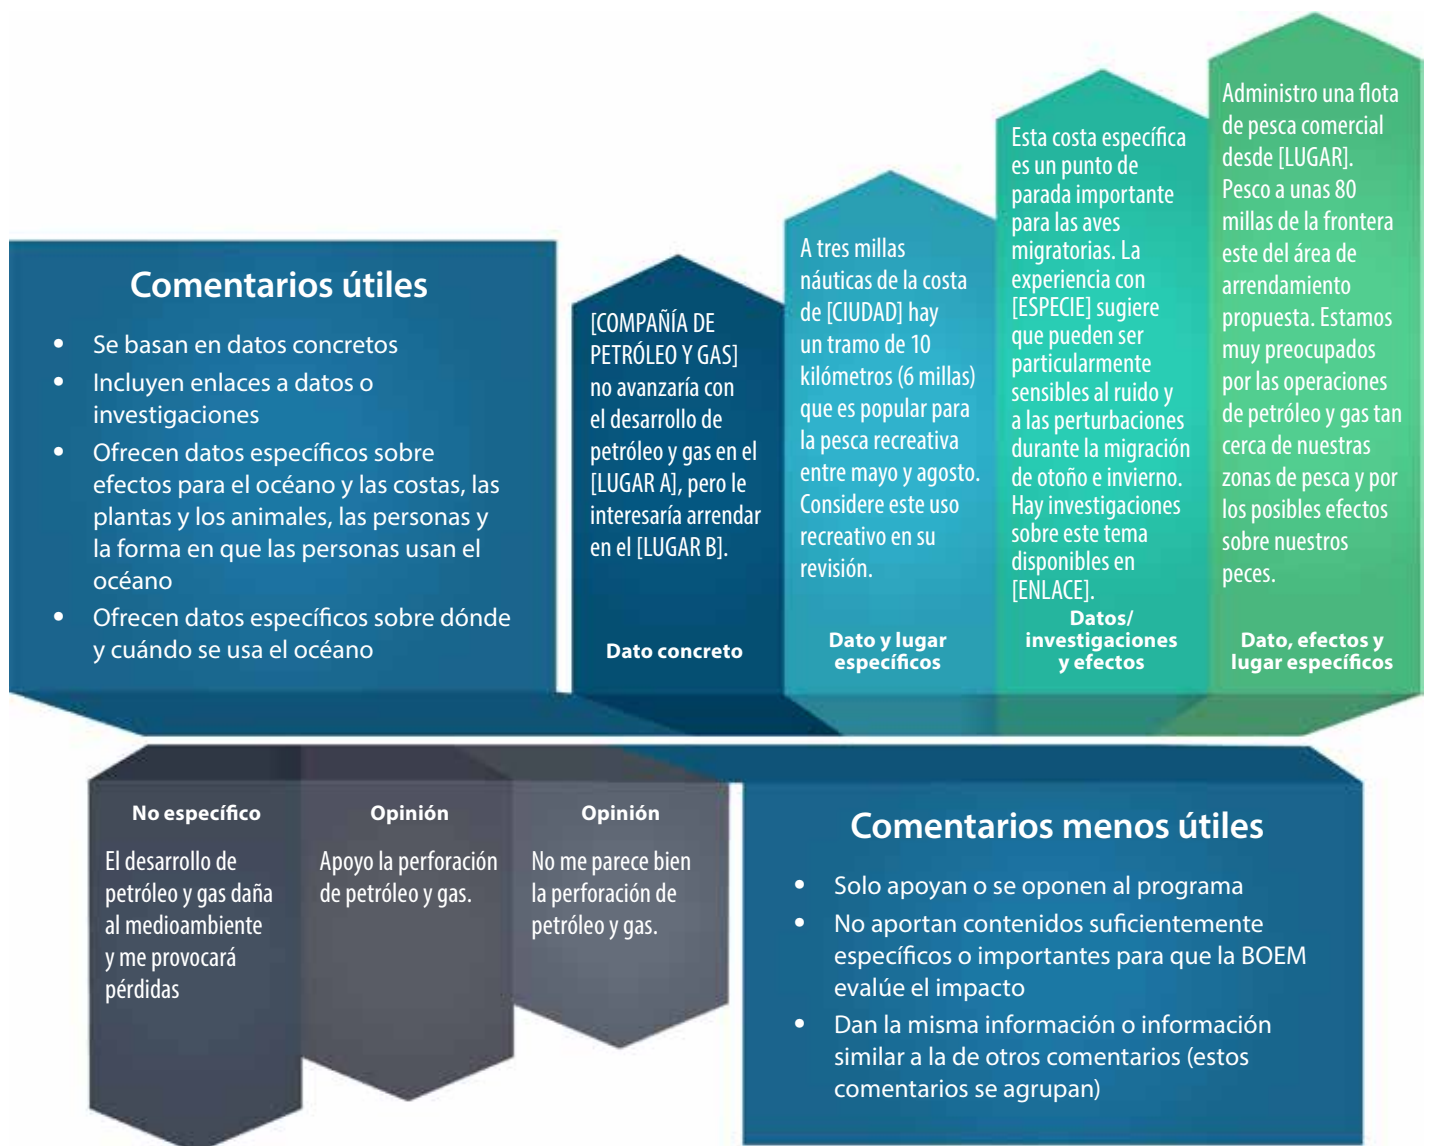 Comentarios útiles
• Se basan en datos concretos
• Incluyen enlaces a datos o
investigaciones
• Ofrecen datos específicos sobre
efectos para el océano y las costas, las
plantas y los animales, las personas y
la forma en que las personas usan el
océano
• Ofrecen datos específicos sobre dónde
y cuándo se usa el océano
[COMPAÑÍA DE
PETRÓLEO Y GAS]
no avanzaría con
el desarrollo de
petróleo y gas en el
[LUGAR A], pero le
interesaría arrendar
en el [LUGAR B].
Dato concreto
A tres millas
náuticas de la costa
de [CIUDAD] hay
un tramo de 10
kilómetros (6 millas)
que es popular para
la pesca recreativa
entre mayo y agosto.
Considere este uso
recreativo en su
revisión.
Dato y lugar
específicos
Esta costa específica
es un punto de
parada importante
para las aves
migratorias. La
experiencia con
[ESPECIE] sugiere
que pueden ser
particularmente
sensibles al ruido y
a las perturbaciones
durante la migración
de otoño e invierno.
Hay investigaciones
sobre este tema
disponibles en
[ENLACE].
Datos/
investigaciones
y efectos
Administro una flota
de pesca comercial
desde [LUGAR].
Pesco a unas 80
millas de la frontera
este del área de
arrendamiento
propuesta. Estamos
muy preocupados
por las operaciones
de petróleo y gas tan
cerca de nuestras
zonas de pesca y por
los posibles efectos
sobre nuestros
peces.
Dato, efectos y
lugar específicos
No específico
El desarrollo de
petróleo y gas daña
al medioambiente
y me provocará
pérdidas
Opinión
Apoyo la perforación
de petróleo y gas.
Opinión
No me parece bien
la perforación de
petróleo y gas.
Comentarios menos útiles
• Solo apoyan o se oponen al programa
• No aportan contenidos suficientemente
específicos o importantes para que la BOEM
evalúe el impacto
• Dan la misma información o información
similar a la de otros comentarios (estos
comentarios se agrupan)